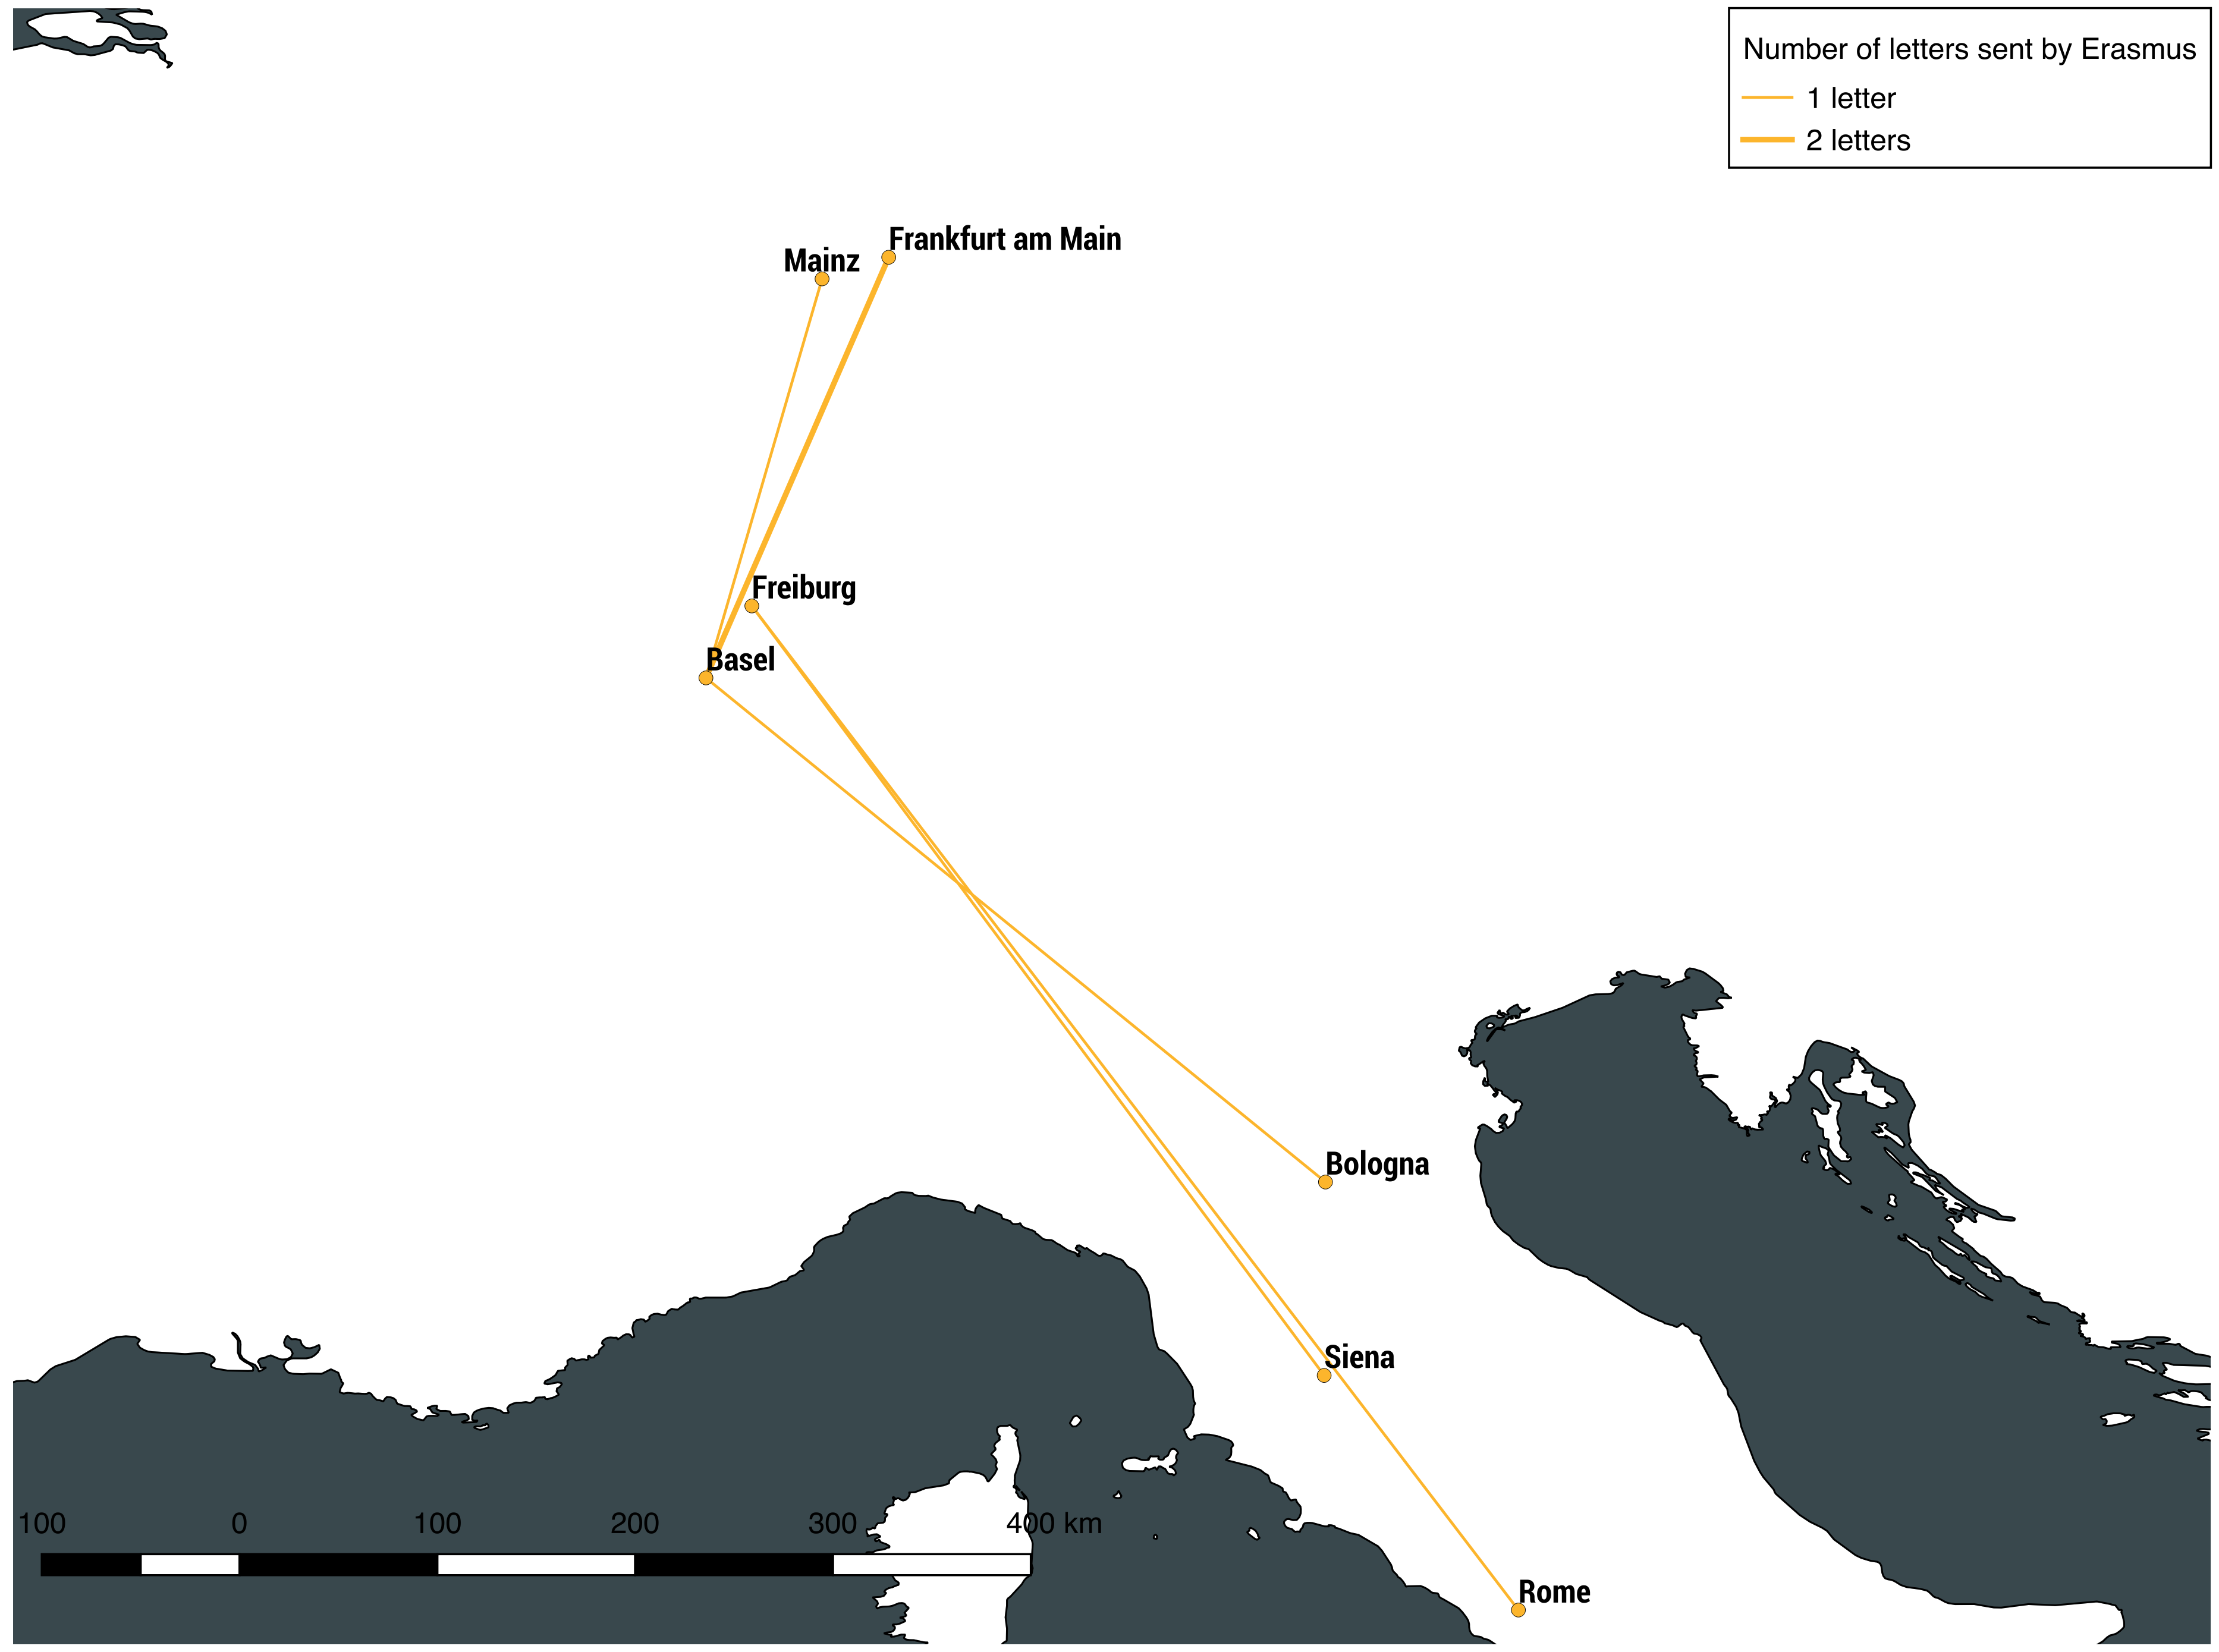 Number of letters sent by Erasmus
1 letter
2 letters
Frankfurt am Main
Mainz
Freiburg
Basel
Bologna
Siena
100 0 100 200 300 400 km
Rome